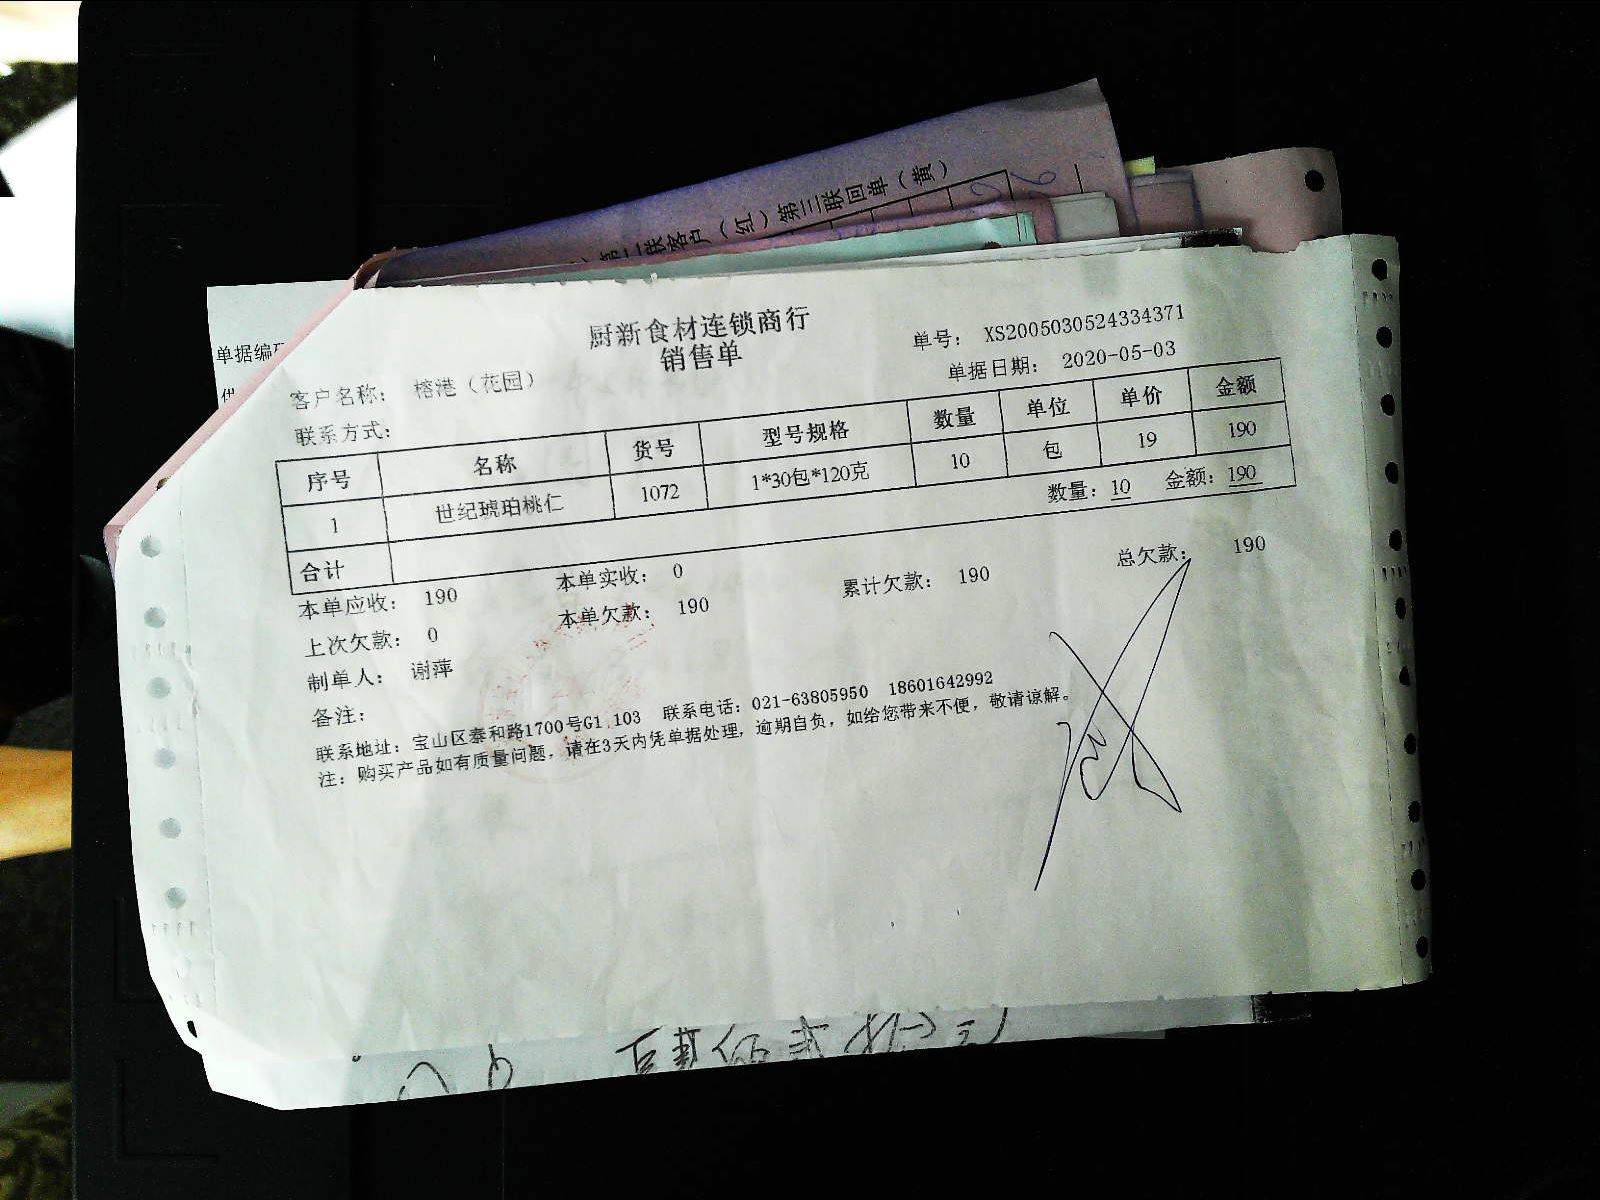 第二联客户（红）第三联回单（黄）
单据编
厨新食材连锁商行
销售单
单号： XS2005030524334371
客户名称： 榕港（花园）
单据日期： 2020-05-03
联系方式：
序号 名称 货号 型号规格 数量 单位 单价 金额
1 世纪琥珀桃仁 1072 1*30包*120克 10 包 19 190
合计 数量：10 金额：190
本单应收： 190 本单实收： 0 总欠款： 190
上次欠款： 0 本单欠款： 190 累计欠款： 190
制单人： 谢萍
备注：
联系地址：宝山区泰和路1700号G1,103 联系电话：021-63805950 18601642992
注：购买产品如有质量问题，请在3天内凭单据处理，逾期自负，如给您带来不便，敬请谅解。